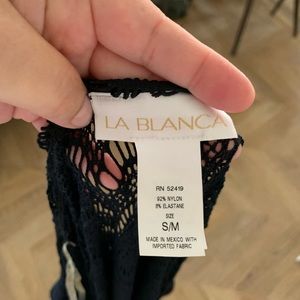 LA BLANCA
RN 52419
92% NYLON
8% ELASTANE
SIZE
S/M
MADE IN MEXICO WITH
IMPORTED FABRIC